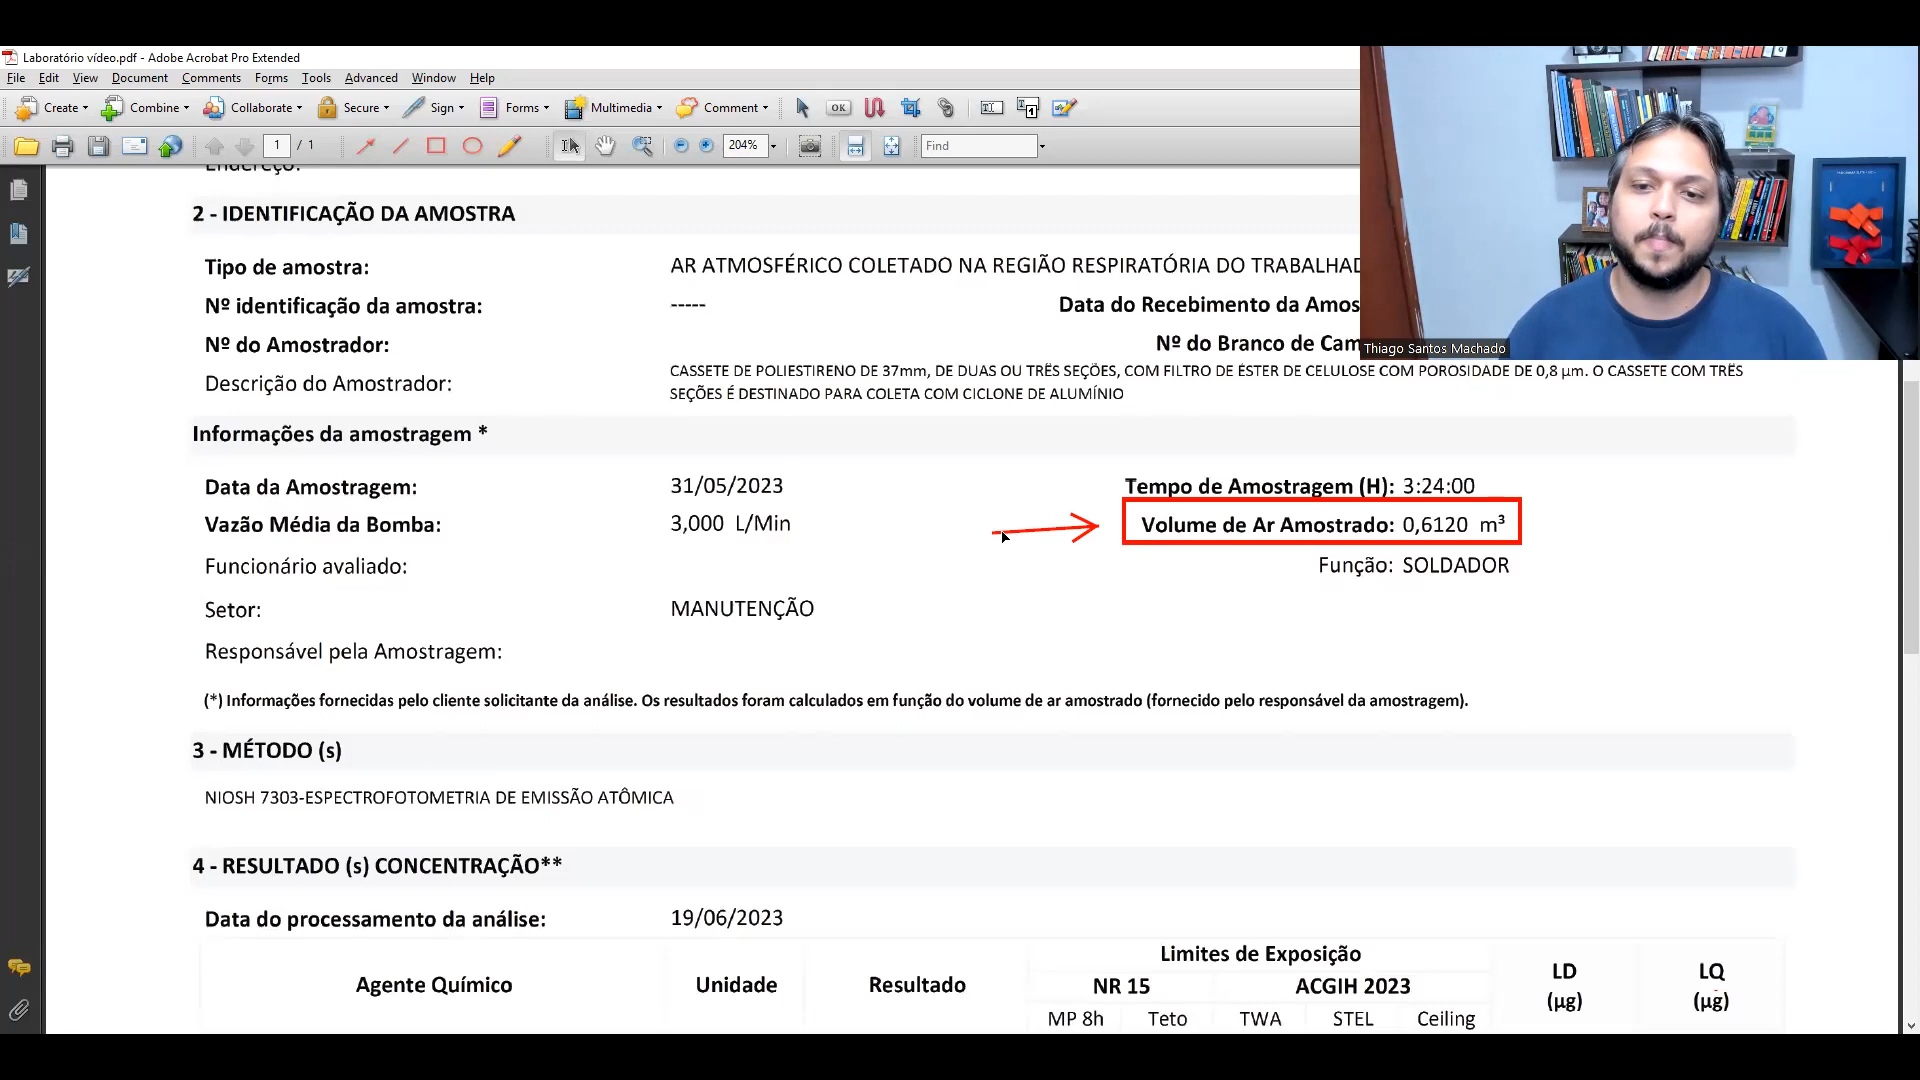 Laboratório vídeo.pdf - Adobe Acrobat Pro Extended
File Edit View Document Comments Forms Tools Advanced Window Help
Create Combine Collaborate Secure Sign Forms Multimedia Comment
1 / 1 204% Find
Endereço:
2 - IDENTIFICAÇÃO DA AMOSTRA
Tipo de amostra: AR ATMOSFÉRICO COLETADO NA REGIÃO RESPIRATÓRIA DO TRABALHAD
Nº identificação da amostra: ----- Data do Recebimento da Amos
Nº do Amostrador: Nº do Branco de Cam
Thiago Santos Machado
Descrição do Amostrador: CASSETE DE POLIESTIRENO DE 37mm, DE DUAS OU TRÊS SEÇÕES, COM FILTRO DE ÉSTER DE CELULOSE COM POROSIDADE DE 0,8 µm. O CASSETE COM TRÊS
SEÇÕES É DESTINADO PARA COLETA COM CICLONE DE ALUMÍNIO
Informações da amostragem *
Data da Amostragem: 31/05/2023 Tempo de Amostragem (H): 3:24:00
Vazão Média da Bomba: 3,000 L/Min Volume de Ar Amostrado: 0,6120 m³
Funcionário avaliado: Função: SOLDADOR
Setor: MANUTENÇÃO
Responsável pela Amostragem:
(*) Informações fornecidas pelo cliente solicitante da análise. Os resultados foram calculados em função do volume de ar amostrado (fornecido pelo responsável da amostragem).
3 - MÉTODO (s)
NIOSH 7303-ESPECTROFOTOMETRIA DE EMISSÃO ATÔMICA
4 - RESULTADO (s) CONCENTRAÇÃO**
Data do processamento da análise: 19/06/2023
Limites de Exposição
Agente Químico Unidade Resultado NR 15 ACGIH 2023 LD LQ
(µg) (µg)
MP 8h Teto TWA STEL Ceiling